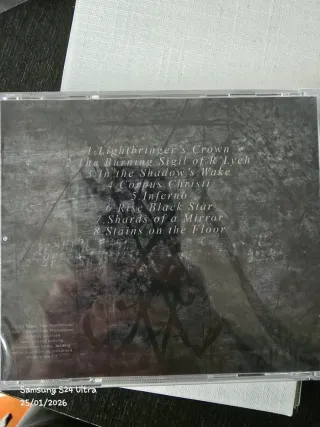 1.Lightbringer's Crown
2.The Burning Sigil of R'Lyeh
3.In the Shadow's Wake
4.Corpus Christi
5.Inferno
6.Rise Black Star
7.Shards of a Mirror
8.Stains on the Floor
Samsung S24 Ultra
25/01/2026